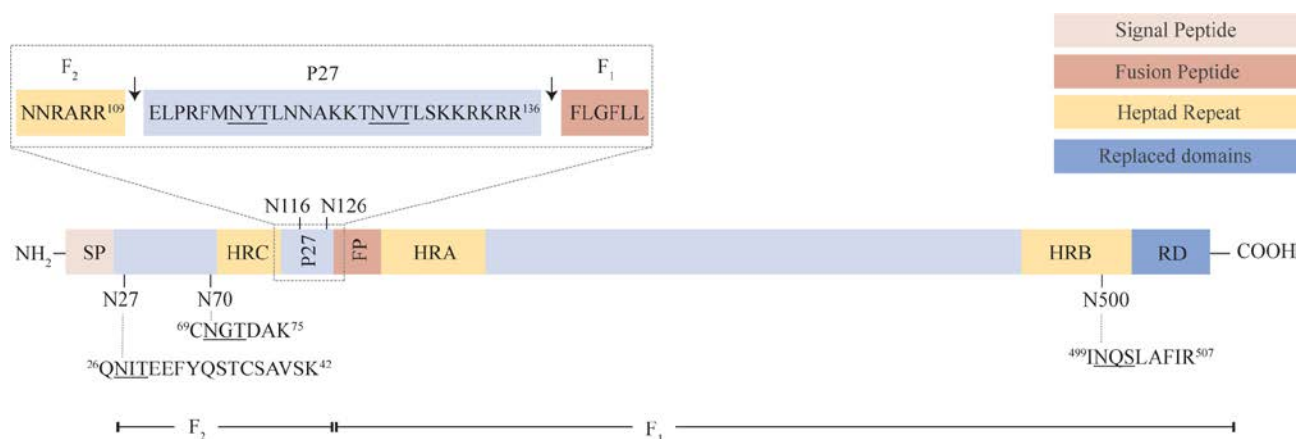 Signal Peptide
Fusion Peptide
Heptad Repeat
Replaced domains
F₂ P27 F₁
NNRARR¹⁰⁹ ELPRFMNYTLNNAKKTNVTLSKKRKRR¹³⁶ FLGFLL
N116 N126
NH₂ SP HRC P27 FP HRA HRB RD COOH
N27 N70 N500
⁶⁹CNGTDAK⁷⁵
⁴⁹⁹INQSLAFIR⁵⁰⁷
²⁶QNITEEFYQSTCSAVSK⁴²
F₂ F₁